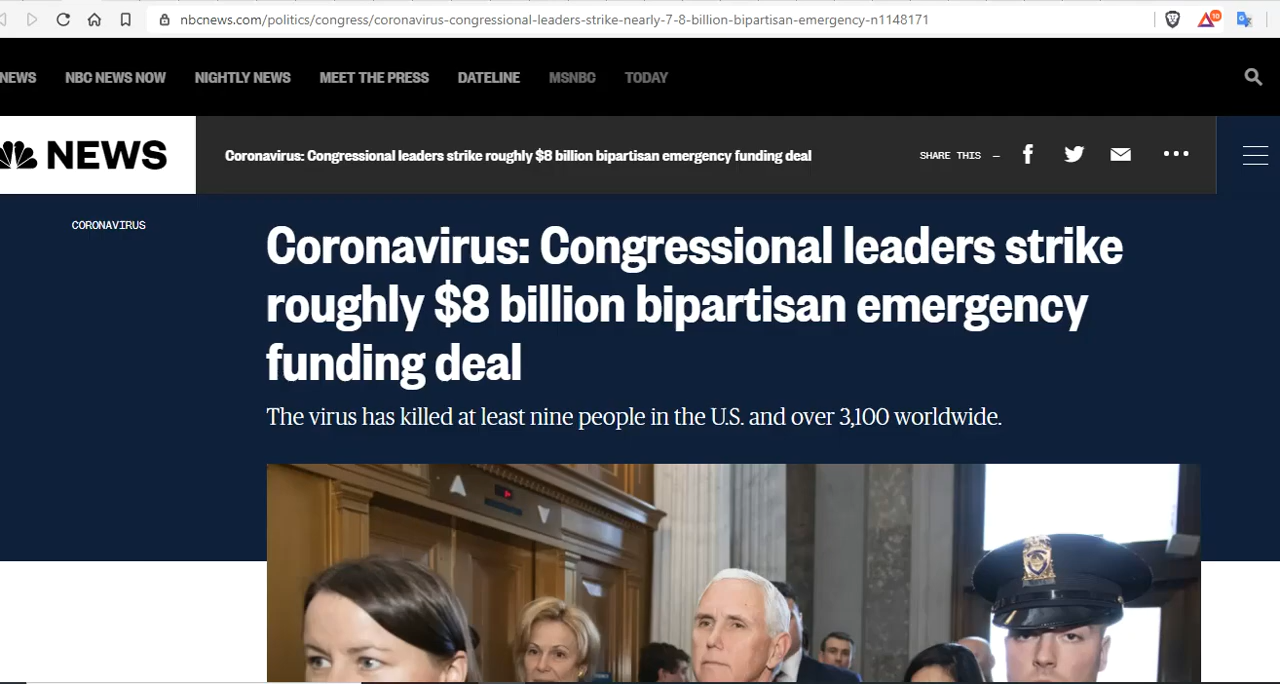 nbcnews.com/politics/congress/coronavirus-congressional-leaders-strike-nearly-7-8-billion-bipartisan-emergency-n1148171
10
NEWS NBC NEWS NOW NIGHTLY NEWS MEET THE PRESS DATELINE MSNBC TODAY
NEWS
Coronavirus: Congressional leaders strike roughly $8 billion bipartisan emergency funding deal
SHARE THIS —
CORONAVIRUS
Coronavirus: Congressional leaders strike
roughly $8 billion bipartisan emergency
funding deal
The virus has killed at least nine people in the U.S. and over 3,100 worldwide.